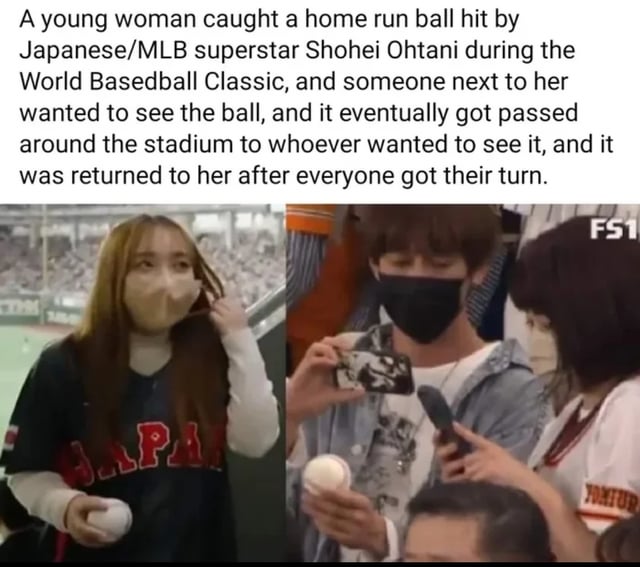 A young woman caught a home run ball hit by
Japanese/MLB superstar Shohei Ohtani during the
World Basedball Classic, and someone next to her
wanted to see the ball, and it eventually got passed
around the stadium to whoever wanted to see it, and it
was returned to her after everyone got their turn.
FS1
JAPA